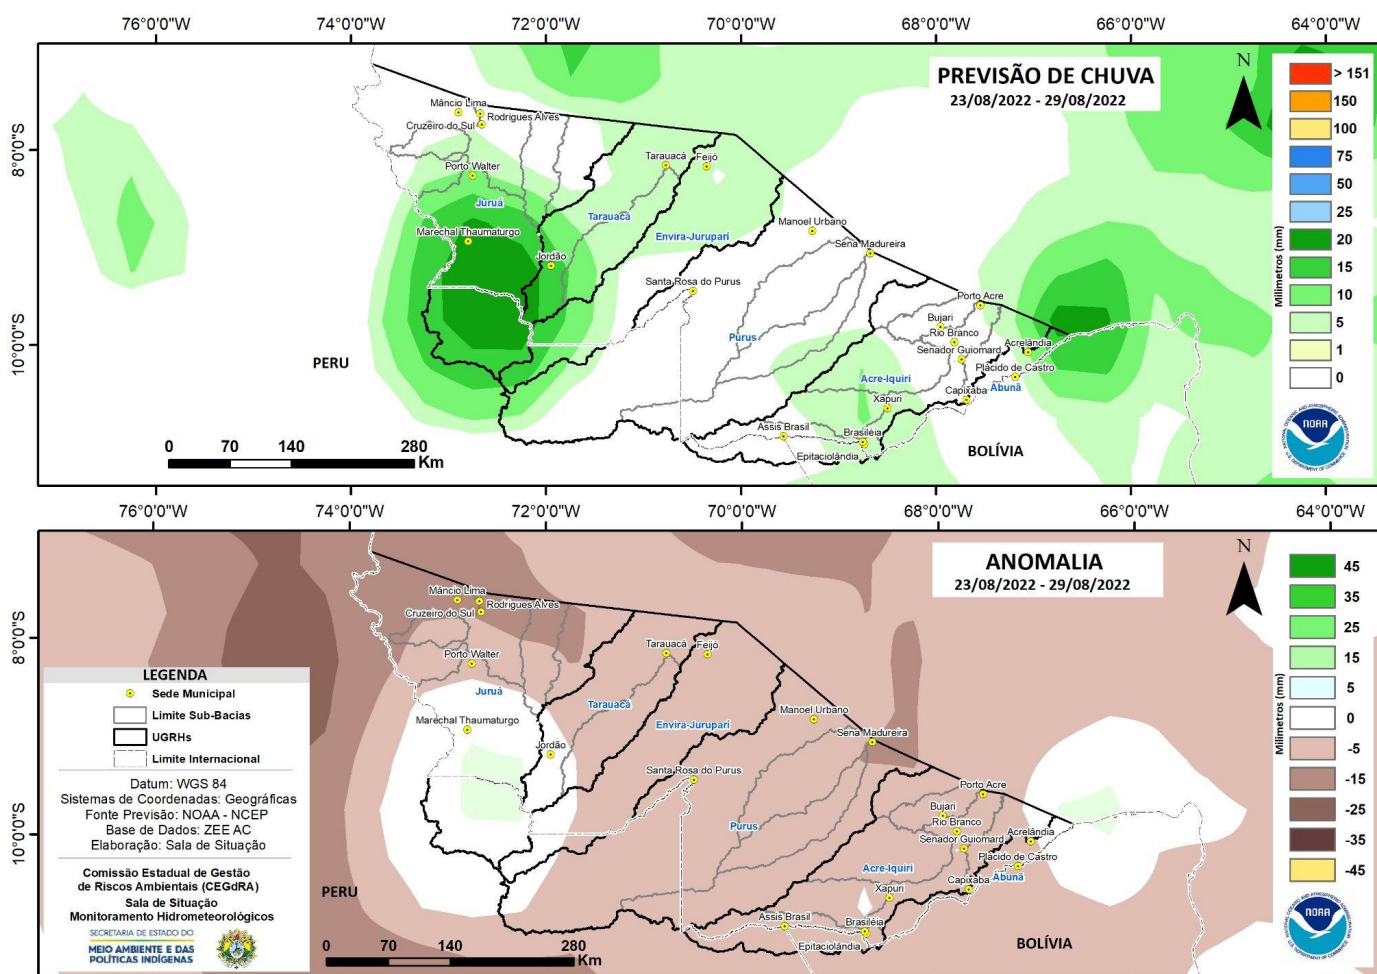 76°0'0"W 74°0'0"W 72°0'0"W 70°0'0"W 68°0'0"W 66°0'0"W 64°0'0"W
8°0'0"S
10°0'0"S
PREVISÃO DE CHUVA
23/08/2022 - 29/08/2022
N
Mâncio Lima
Rodrigues Alves
Cruzeiro do Sul
Porto Walter
Tarauacá
Feijó
Juruá
Tarauacá
Marechal Thaumaturgo
Envira-Juruparí
Manoel Urbano
Sena Madureira
Jordão
Santa Rosa do Purus
Porto Acre
Bujari
Rio Branco
Purus
Senador Guiomard
Acrelândia
Plácido de Castro
Acre-Iquiri
Abunã
Xapuri
Capixaba
Assis Brasil
Brasiléia
Epitaciolândia
PERU
BOLÍVIA
0 70 140 280
Km
Milímetros (mm)
> 151
150
100
75
50
25
20
15
10
5
1
0
NOAA
76°0'0"W 74°0'0"W 72°0'0"W 70°0'0"W 68°0'0"W 66°0'0"W 64°0'0"W
8°0'0"S
10°0'0"S
ANOMALIA
23/08/2022 - 29/08/2022
N
Mâncio Lima
Rodrigues Alves
Cruzeiro do Sul
Porto Walter
Tarauacá
Feijó
Juruá
Tarauacá
Marechal Thaumaturgo
Envira-Juruparí
Manoel Urbano
Sena Madureira
Jordão
Santa Rosa do Purus
Porto Acre
Bujari
Rio Branco
Purus
Senador Guiomard
Acrelândia
Plácido de Castro
Acre-Iquiri
Abunã
Xapuri
Capixaba
Assis Brasil
Brasiléia
Epitaciolândia
PERU
BOLÍVIA
0 70 140 280
Km
Milímetros (mm)
45
35
25
15
5
0
-5
-15
-25
-35
-45
NOAA
LEGENDA
Sede Municipal
Limite Sub-Bacias
UGRHs
Limite Internacional
Datum: WGS 84
Sistemas de Coordenadas: Geográficas
Fonte Previsão: NOAA - NCEP
Base de Dados: ZEE AC
Elaboração: Sala de Situação
Comissão Estadual de Gestão
de Riscos Ambientais (CEGdRA)
Sala de Situação
Monitoramento Hidrometeorológicos
SECRETARIA DE ESTADO DO
MEIO AMBIENTE E DAS
POLÍTICAS INDÍGENAS